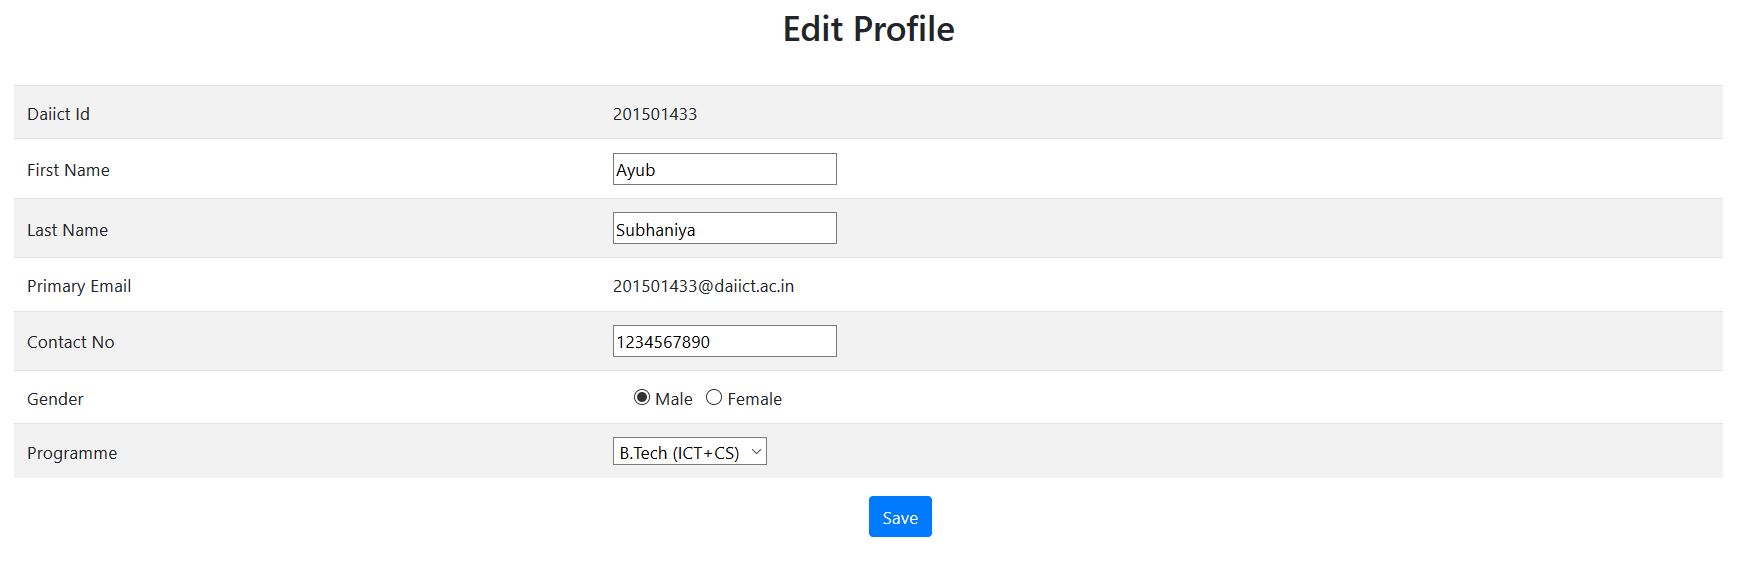 Edit Profile
Daiict Id 201501433
First Name Ayub
Last Name Subhaniya
Primary Email 201501433@daiict.ac.in
Contact No 1234567890
Gender Male Female
Programme B.Tech (ICT+CS)
Save